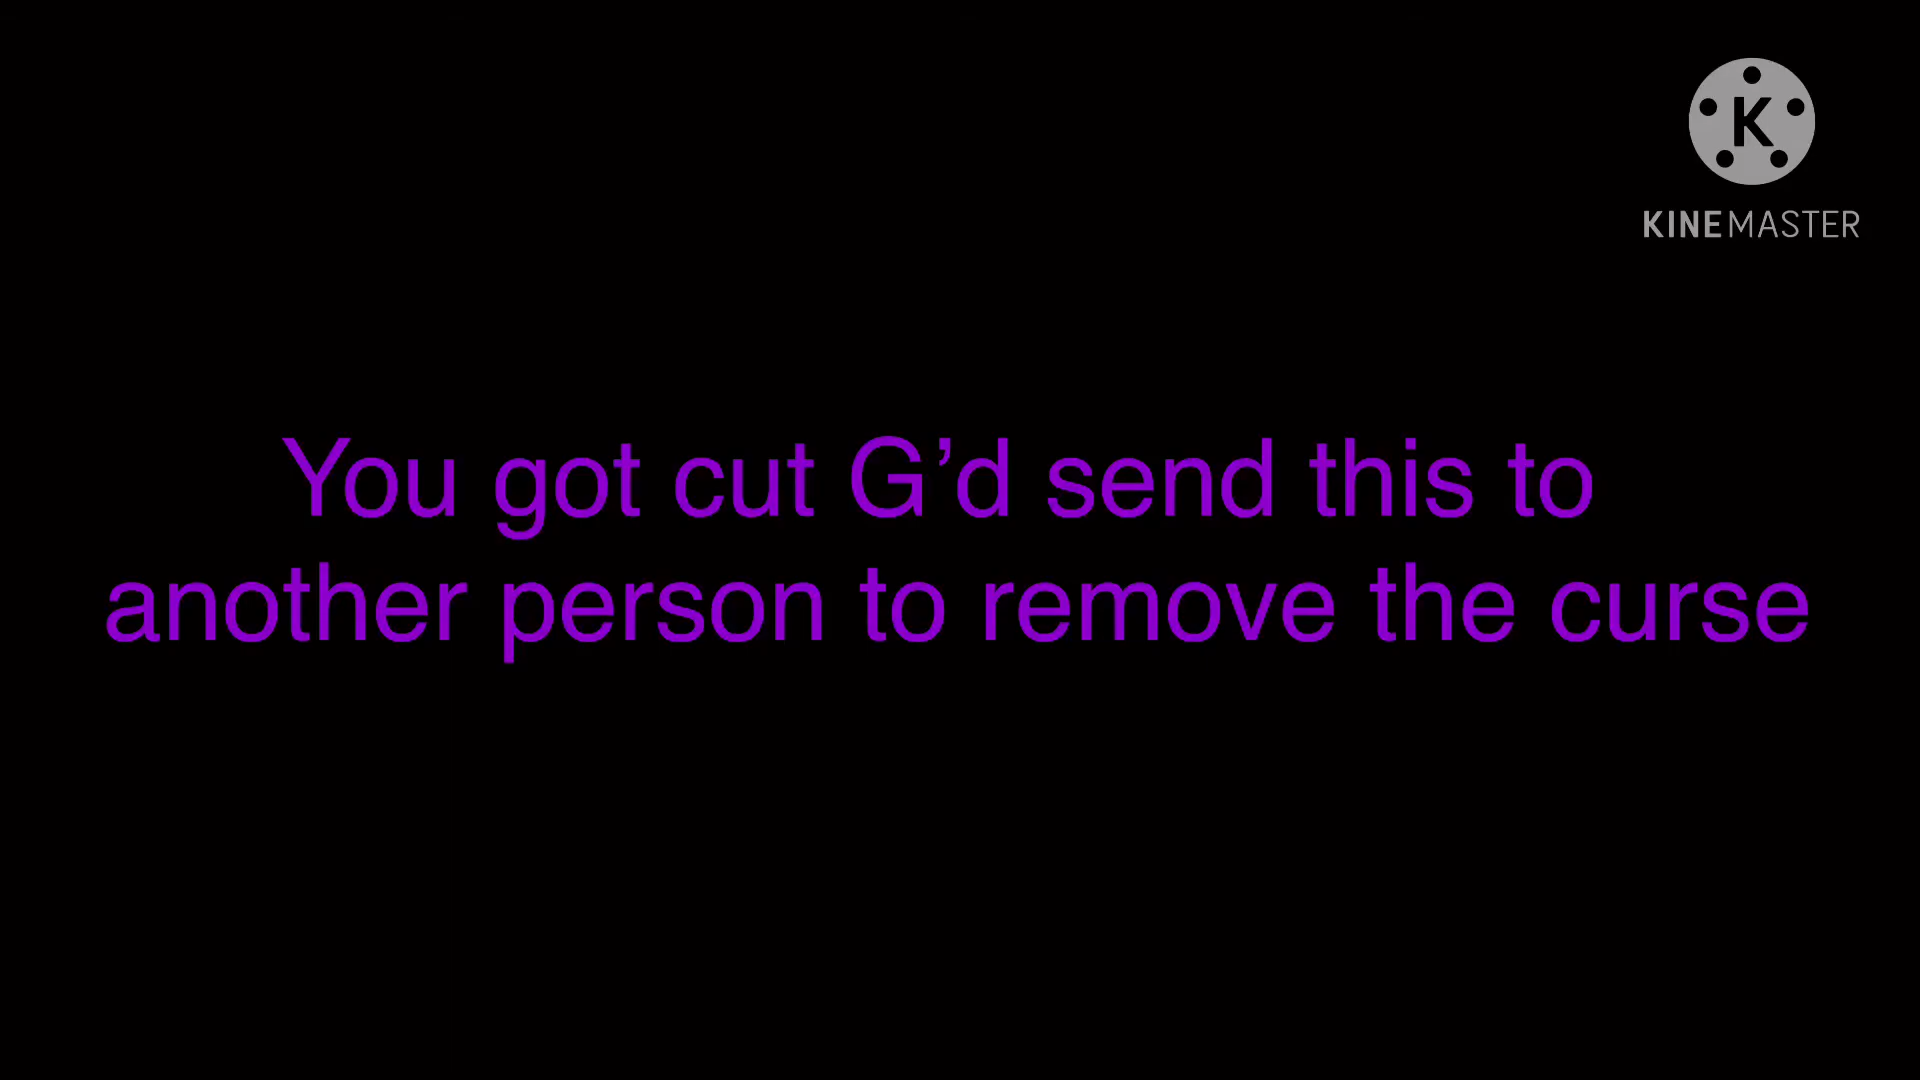 K
KINEMASTER
You got cut G’d send this to
another person to remove the curse